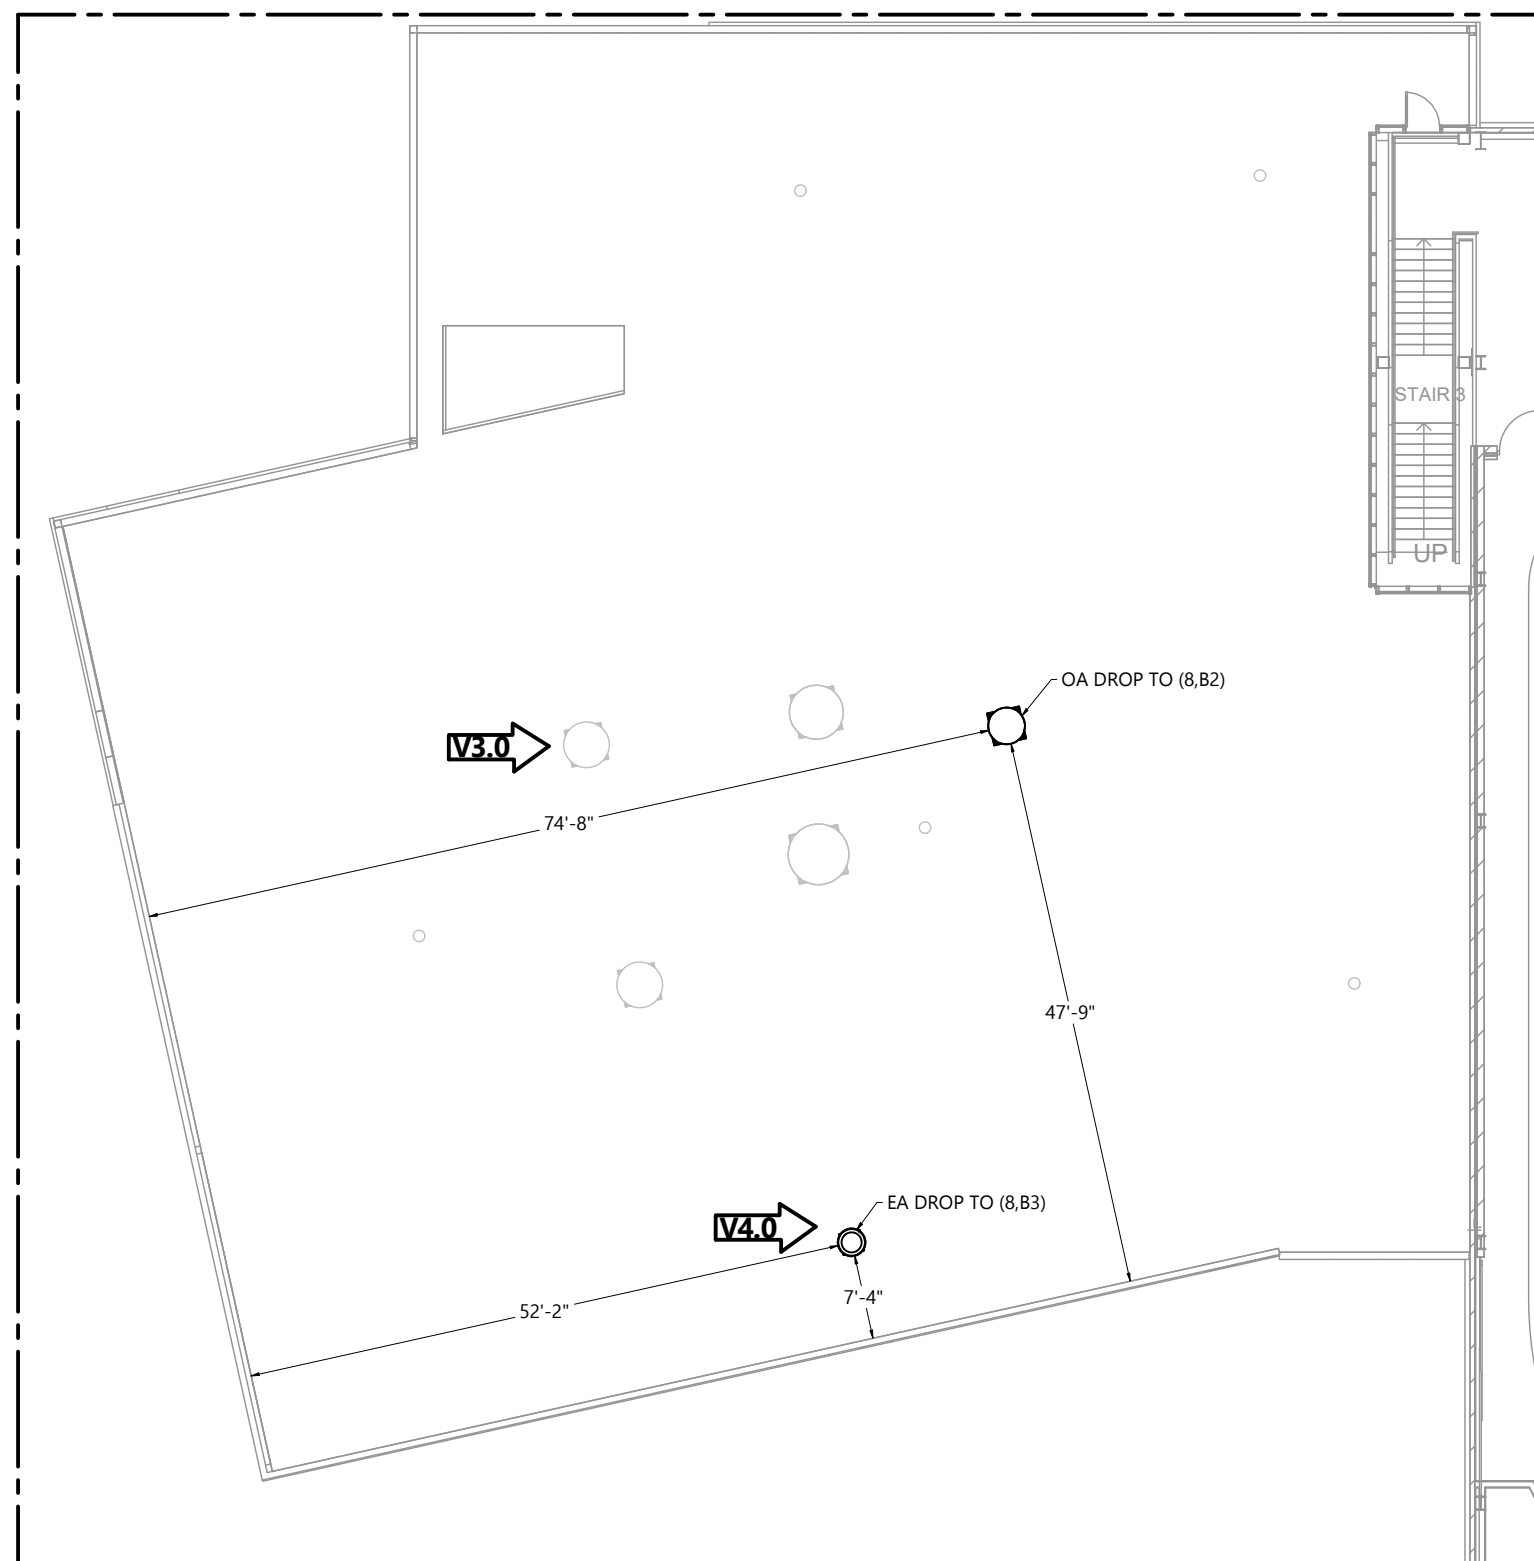 STAIR 3
UP
OA DROP TO (8,B2)
V3.0
74'-8"
47'-9"
EA DROP TO (8,B3)
V4.0
7'-4"
52'-2"